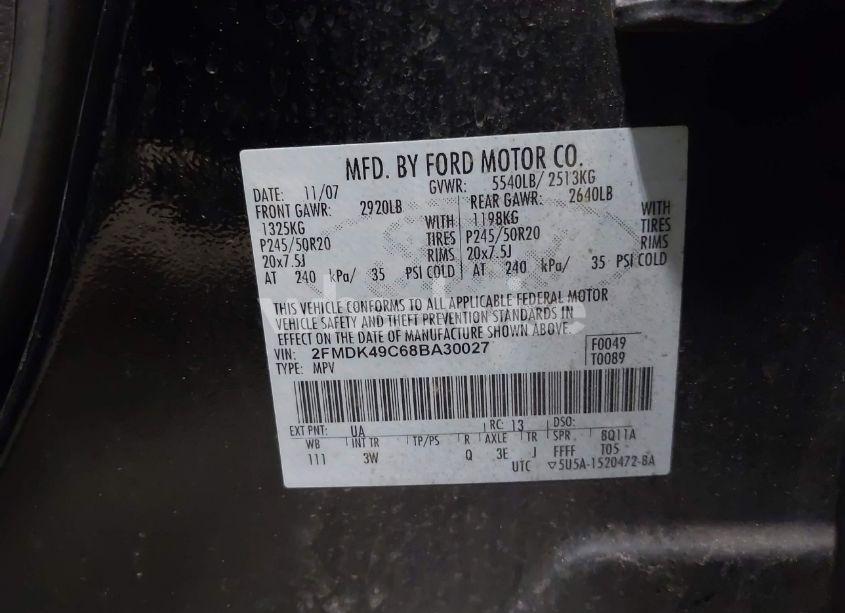 MFD. BY FORD MOTOR CO.
DATE: 11/07 GVWR: 5540LB/ 2513KG
FRONT GAWR: 2920LB REAR GAWR: 2640LB
1325KG WITH 1198KG WITH
P245/50R20 TIRES P245/50R20 TIRES
20x7.5J RIMS 20x7.5J RIMS
AT 240 kPa/ 35 PSI COLD AT 240 kPa/ 35 PSI COLD
THIS VEHICLE CONFORMS TO ALL APPLICABLE FEDERAL MOTOR
VEHICLE SAFETY AND THEFT PREVENTION STANDARDS IN
EFFECT ON THE DATE OF MANUFACTURE SHOWN ABOVE.
VIN: 2FMDK49C68BA30027 F0049
TYPE: MPV T0089
EXT PNT: UA RC: 13 DSO:
WB INT TR TP/PS R AXLE TR SPR 8Q11A
111 3W Q 3E J FFFF T05
UTC ▽5U5A-1520472-BA